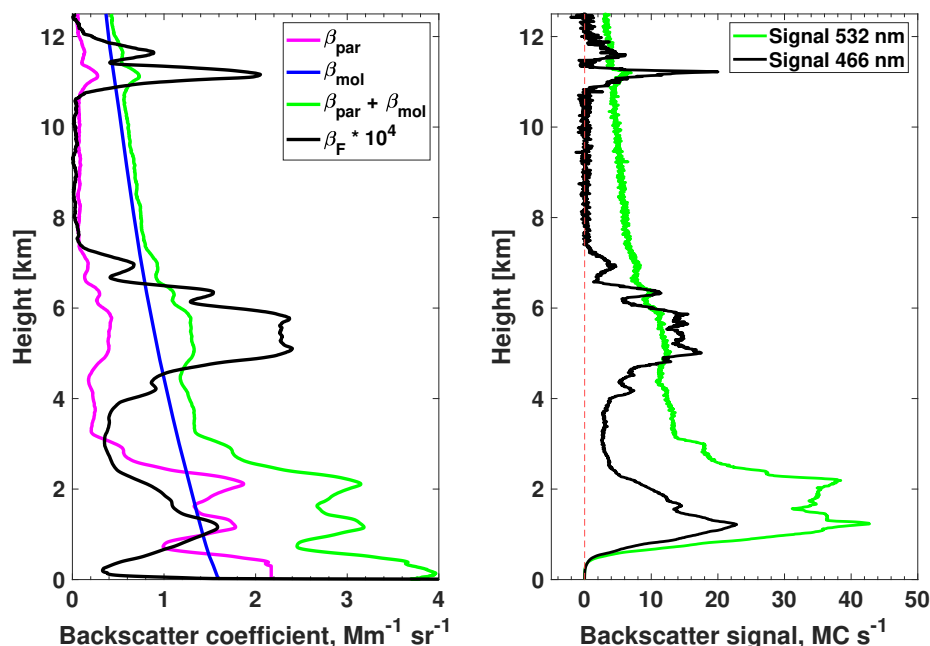 12
10
8
6
4
2
0
Height [km]
0
1
2
3
4
Backscatter coefficient, Mm⁻¹ sr⁻¹
β_par
β_mol
β_par + β_mol
β_F * 10⁴
12
10
8
6
4
2
0
Height [km]
0
10
20
30
40
50
Backscatter signal, MC s⁻¹
Signal 532 nm
Signal 466 nm